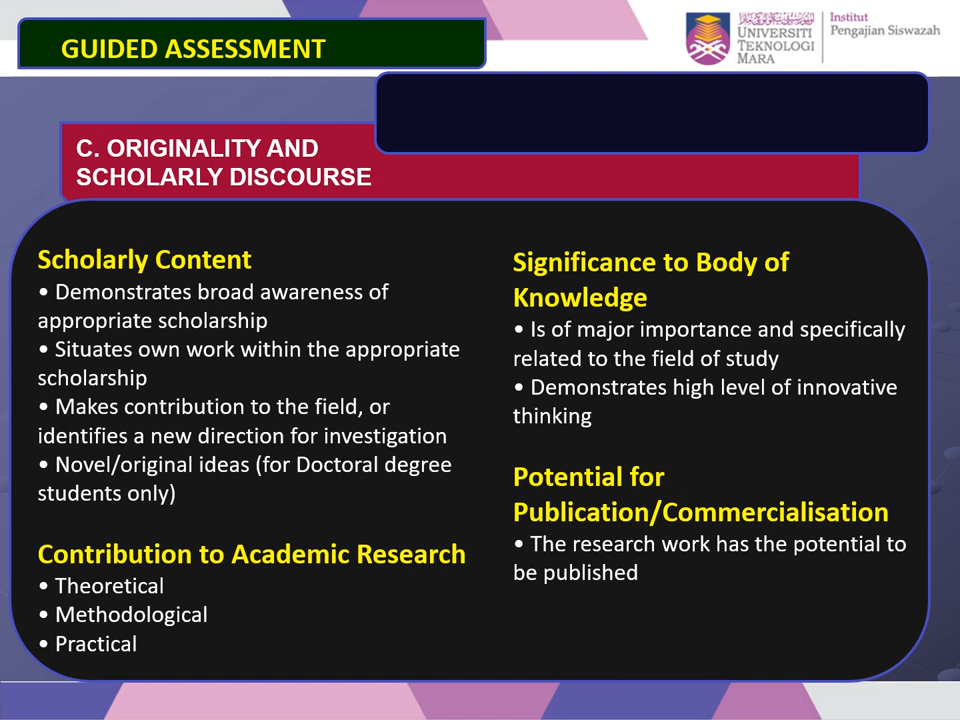 GUIDED ASSESSMENT
UNIVERSITI
TEKNOLOGI
MARA
Institut
Pengajian Siswazah
C. ORIGINALITY AND
SCHOLARLY DISCOURSE
Scholarly Content
• Demonstrates broad awareness of
appropriate scholarship
• Situates own work within the appropriate
scholarship
• Makes contribution to the field, or
identifies a new direction for investigation
• Novel/original ideas (for Doctoral degree
students only)
Contribution to Academic Research
• Theoretical
• Methodological
• Practical
Significance to Body of
Knowledge
• Is of major importance and specifically
related to the field of study
• Demonstrates high level of innovative
thinking
Potential for
Publication/Commercialisation
• The research work has the potential to
be published